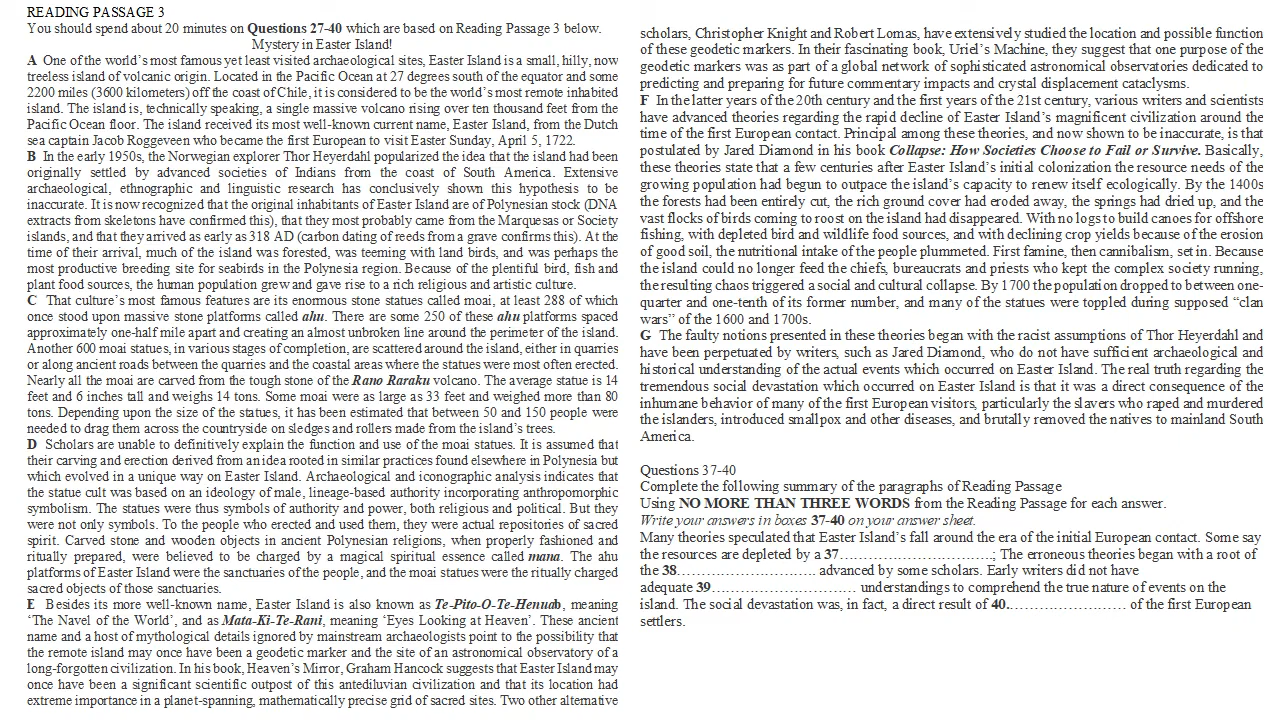 READING PASSAGE 3
You should spend about 20 minutes on Questions 27-40 which are based on Reading Passage 3 below.
Mystery in Easter Island!
A One of the world's most famous yet least visited archaeological sites, Easter Island is a small, hilly, now
treeless island of volcanic origin. Located in the Pacific Ocean at 27 degrees south of the equator and some
2200 miles (3600 kilometers) off the coast of Chile, it is considered to be the world's most remote inhabited
island. The island is, technically speaking, a single massive volcano rising over ten thousand feet from the
Pacific Ocean floor. The island received its most well-known current name, Easter Island, from the Dutch
sea captain Jacob Roggeveen who became the first European to visit Easter Sunday, April 5, 1722.
B In the early 1950s, the Norwegian explorer Thor Heyerdahl popularized the idea that the island had been
originally settled by advanced societies of Indians from the coast of South America. Extensive
archaeological, ethnographic and linguistic research has conclusively shown this hypothesis to be
inaccurate. It is now recognized that the original inhabitants of Easter Island are of Polynesian stock (DNA
extracts from skeletons have confirmed this), that they most probably came from the Marquesas or Society
islands, and that they arrived as early as 318 AD (carbon dating of reeds from a grave confirms this). At the
time of their arrival, much of the island was forested, was teeming with land birds, and was perhaps the
most productive breeding site for seabirds in the Polynesia region. Because of the plentiful bird, fish and
plant food sources, the human population grew and gave rise to a rich religious and artistic culture.
C That culture's most famous features are its enormous stone statues called moai, at least 288 of which
once stood upon massive stone platforms called ahu. There are some 250 of these ahu platforms spaced
approximately one-half mile apart and creating an almost unbroken line around the perimeter of the island.
Another 600 moai statues, in various stages of completion, are scattered around the island, either in quarries
or along ancient roads between the quarries and the coastal areas where the statues were most often erected.
Nearly all the moai are carved from the tough stone of the Rano Raraku volcano. The average statue is 14
feet and 6 inches tall and weighs 14 tons. Some moai were as large as 33 feet and weighed more than 80
tons. Depending upon the size of the statues, it has been estimated that between 50 and 150 people were
needed to drag them across the countryside on sledges and rollers made from the island's trees.
D Scholars are unable to definitively explain the function and use of the moai statues. It is assumed that
their carving and erection derived from an idea rooted in similar practices found elsewhere in Polynesia but
which evolved in a unique way on Easter Island. Archaeological and iconographic analysis indicates that
the statue cult was based on an ideology of male, lineage-based authority incorporating anthropomorphic
symbolism. The statues were thus symbols of authority and power, both religious and political. But they
were not only symbols. To the people who erected and used them, they were actual repositories of sacred
spirit. Carved stone and wooden objects in ancient Polynesian religions, when properly fashioned and
ritually prepared, were believed to be charged by a magical spiritual essence called mana. The ahu
platforms of Easter Island were the sanctuaries of the people, and the moai statues were the ritually charged
sacred objects of those sanctuaries.
E Besides its more well-known name, Easter Island is also known as Te-Pito-O-Te-Henuab, meaning
'The Navel of the World', and as Mata-Ki-Te-Rani, meaning 'Eyes Looking at Heaven'. These ancient
name and a host of mythological details ignored by mainstream archaeologists point to the possibility that
the remote island may once have been a geodetic marker and the site of an astronomical observatory of a
long-forgotten civilization. In his book, Heaven's Mirror, Graham Hancock suggests that Easter Island may
once have been a significant scientific outpost of this antediluvian civilization and that its location had
extreme importance in a planet-spanning, mathematically precise grid of sacred sites. Two other alternative
scholars, Christopher Knight and Robert Lomas, have extensively studied the location and possible function
of these geodetic markers. In their fascinating book, Uriel's Machine, they suggest that one purpose of the
geodetic markers was as part of a global network of sophisticated astronomical observatories dedicated to
predicting and preparing for future commentary impacts and crystal displacement cataclysms.
F In the latter years of the 20th century and the first years of the 21st century, various writers and scientists
have advanced theories regarding the rapid decline of Easter Island's magnificent civilization around the
time of the first European contact. Principal among these theories, and now shown to be inaccurate, is that
postulated by Jared Diamond in his book Collapse: How Societies Choose to Fail or Survive. Basically,
these theories state that a few centuries after Easter Island's initial colonization the resource needs of the
growing population had begun to outpace the island's capacity to renew itself ecologically. By the 1400s
the forests had been entirely cut, the rich ground cover had eroded away, the springs had dried up, and the
vast flocks of birds coming to roost on the island had disappeared. With no logs to build canoes for offshore
fishing, with depleted bird and wildlife food sources, and with declining crop yields because of the erosion
of good soil, the nutritional intake of the people plummeted. First famine, then cannibalism, set in. Because
the island could no longer feed the chiefs, bureaucrats and priests who kept the complex society running,
the resulting chaos triggered a social and cultural collapse. By 1700 the population dropped to between one-
quarter and one-tenth of its former number, and many of the statues were toppled during supposed "clan
wars" of the 1600 and 1700s.
G The faulty notions presented in these theories began with the racist assumptions of Thor Heyerdahl and
have been perpetuated by writers, such as Jared Diamond, who do not have sufficient archaeological and
historical understanding of the actual events which occurred on Easter Island. The real truth regarding the
tremendous social devastation which occurred on Easter Island is that it was a direct consequence of the
inhumane behavior of many of the first European visitors, particularly the slavers who raped and murdered
the islanders, introduced smallpox and other diseases, and brutally removed the natives to mainland South
America.
Questions 37-40
Complete the following summary of the paragraphs of Reading Passage
Using NO MORE THAN THREE WORDS from the Reading Passage for each answer.
Write your answers in boxes 37-40 on your answer sheet.
Many theories speculated that Easter Island's fall around the era of the initial European contact. Some say
the resources are depleted by a 37…………………………….; The erroneous theories began with a root of
the 38………………………… advanced by some scholars. Early writers did not have
adequate 39………………………… understandings to comprehend the true nature of events on the
island. The social devastation was, in fact, a direct result of 40…………………… of the first European
settlers.